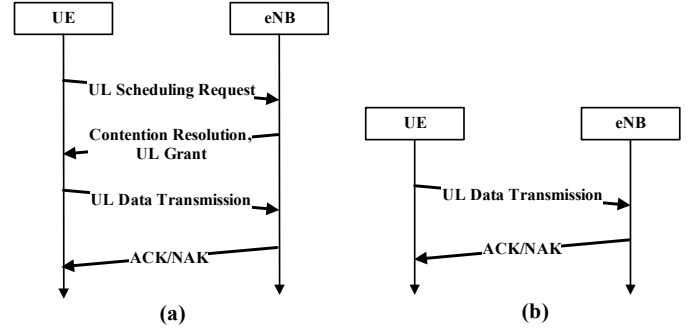 UE eNB
UL Scheduling Request
Contention Resolution,
UL Grant
UL Data Transmission
ACK/NAK
(a)
UE eNB
UL Data Transmission
ACK/NAK
(b)